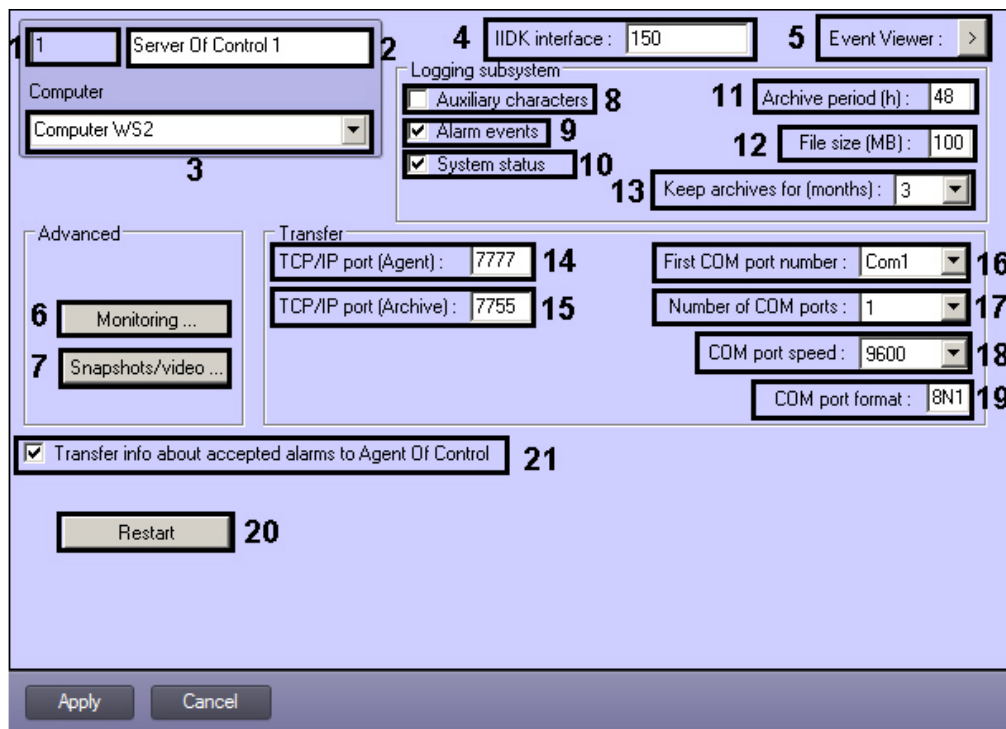 1 1 Server Of Control 1 2
4 IIDK interface : 150
5 Event Viewer : >
Computer
Computer WS2
3
Logging subsystem
Auxiliary characters 8
Alarm events 9
System status 10
11 Archive period (h) : 48
12 File size (MB) : 100
13 Keep archives for (months) : 3
Advanced
6 Monitoring ...
7 Snapshots/video ...
Transfer
TCP/IP port (Agent) : 7777 14
TCP/IP port (Archive) : 7755 15
First COM port number : Com1 16
Number of COM ports : 1 17
COM port speed : 9600 18
COM port format : 8N1 19
Transfer info about accepted alarms to Agent Of Control 21
Restart 20
Apply Cancel